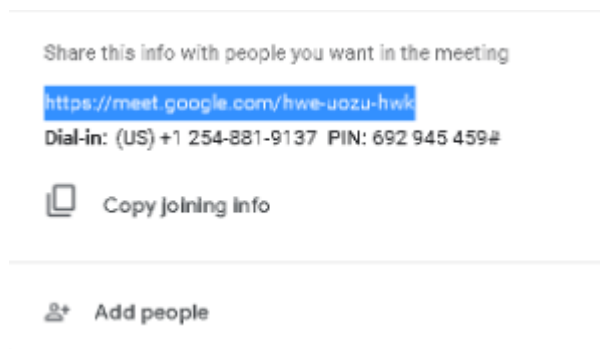 Share this info with people you want in the meeting
https://meet.google.com/hwe-uozu-hwk
Dial-in: (US) +1 254-881-9137 PIN: 692 945 459#
Copy joining info
Add people